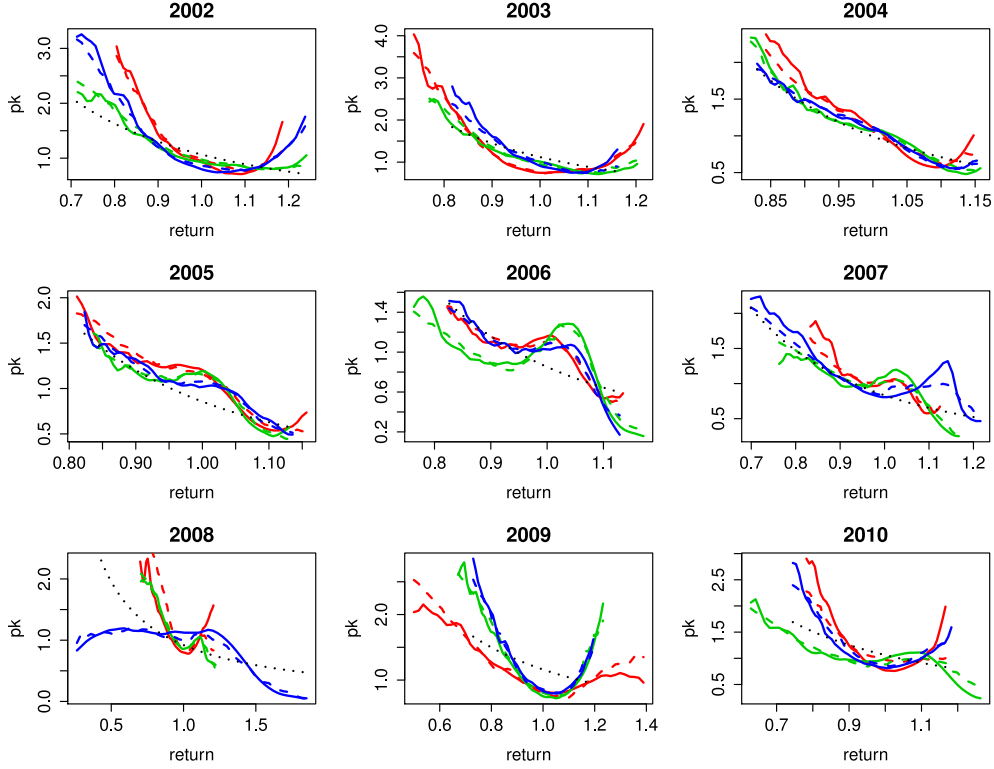 2002 2003 2004
pk 1.0 2.0 3.0
0.7 0.8 0.9 1.0 1.1 1.2
return
pk 1.0 2.0 3.0 4.0
0.8 0.9 1.0 1.1 1.2
return
pk 0.5 1.5
0.85 0.95 1.05 1.15
return
2005 2006 2007
pk 0.5 1.0 1.5 2.0
0.80 0.90 1.00 1.10
return
pk 0.2 0.6 1.0 1.4
0.8 0.9 1.0 1.1
return
pk 0.5 1.5
0.7 0.8 0.9 1.0 1.1 1.2
return
2008 2009 2010
pk 0.0 1.0 2.0
0.5 1.0 1.5
return
pk 1.0 2.0
0.6 0.8 1.0 1.2 1.4
return
pk 0.5 1.5 2.5
0.7 0.9 1.1
return